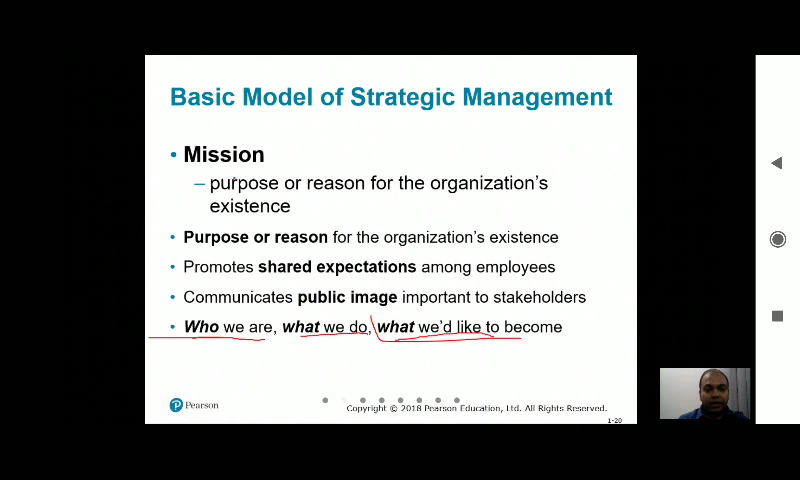 Basic Model of Strategic Management
• Mission
– purpose or reason for the organization's
existence
• Purpose or reason for the organization's existence
• Promotes shared expectations among employees
• Communicates public image important to stakeholders
• Who we are, what we do, what we'd like to become
Pearson
Copyright © 2018 Pearson Education, Ltd. All Rights Reserved.
1-20